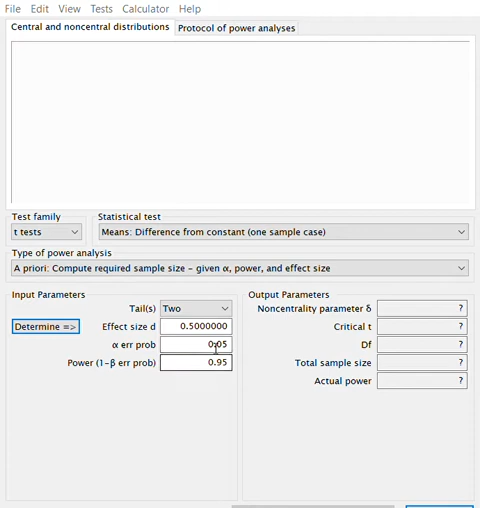 File Edit View Tests Calculator Help
Central and noncentral distributions Protocol of power analyses
Test family Statistical test
t tests Means: Difference from constant (one sample case)
Type of power analysis
A priori: Compute required sample size – given α, power, and effect size
Input Parameters Output Parameters
Tail(s) Two Noncentrality parameter δ ?
Determine => Effect size d 0.5000000 Critical t ?
α err prob 0.05 Df ?
Power (1-β err prob) 0.95 Total sample size ?
Actual power ?